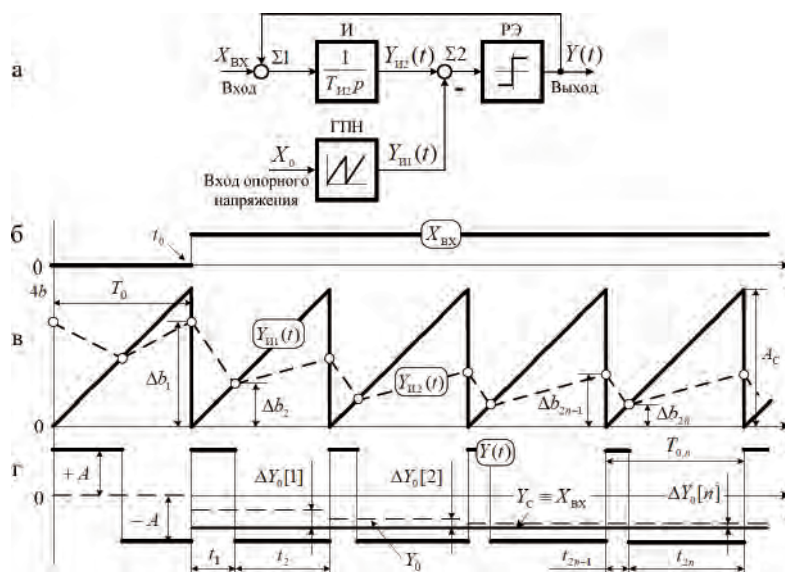 а
И
РЭ
X_ВХ
Σ1
1
T_И2 p
Y_И2(t)
Σ2
Y(t)
Вход
Выход
-
ГПН
X_0
Y_И1(t)
Вход опорного
напряжения
б
t_0
X_ВХ
0
4b
T_0
в
Y_И1(t)
A_C
Δb_1
Y_И2(t)
Δb_2
Δb_2n−1
Δb_2n
0
г
Y(t)
T_0,n
+A
ΔY_0[1]
ΔY_0[2]
Y_C ≡ X_ВХ
ΔY_0[n]
0
−A
t_1
t_2
Y_0
t_2n−1
t_2n